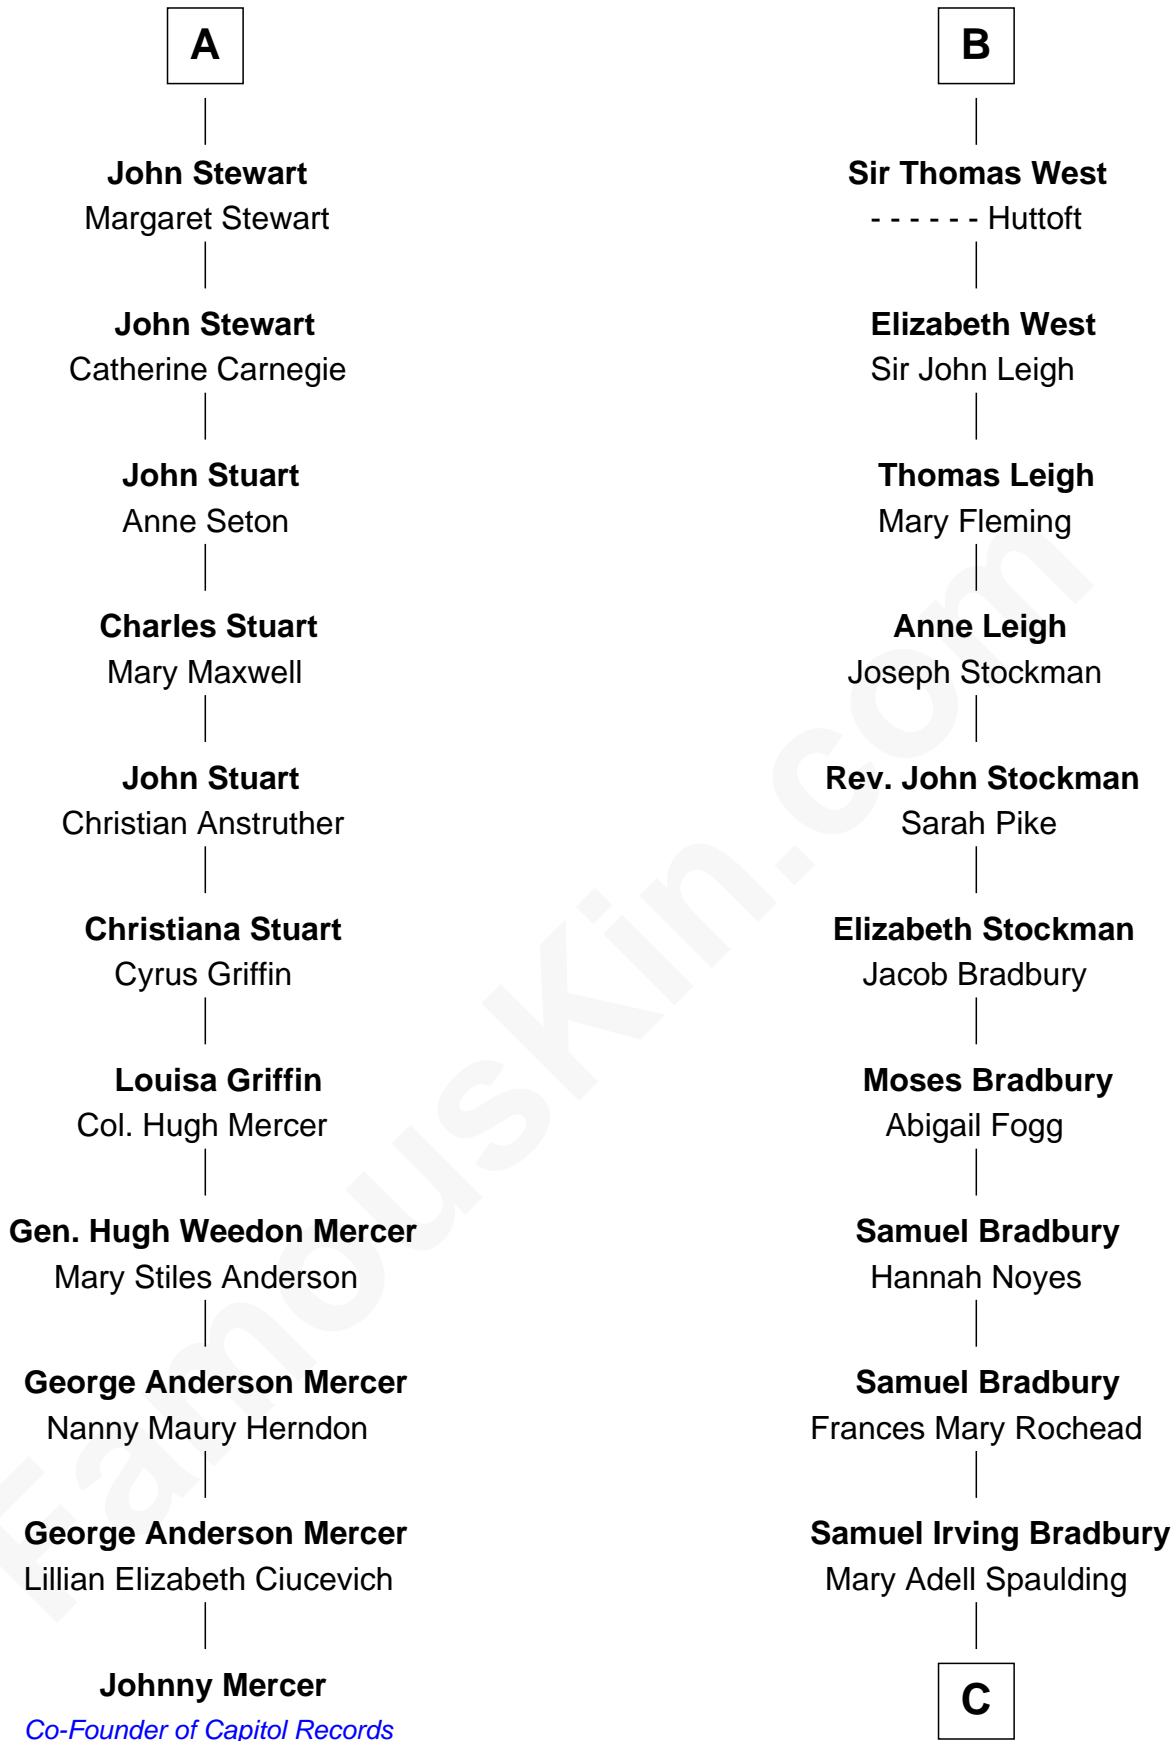 A
John Stewart
Margaret Stewart
John Stewart
Catherine Carnegie
John Stuart
Anne Seton
Charles Stuart
Mary Maxwell
John Stuart
Christian Anstruther
Christiana Stuart
Cyrus Griffin
Louisa Griffin
Col. Hugh Mercer
Gen. Hugh Weedon Mercer
Mary Stiles Anderson
George Anderson Mercer
Nanny Maury Herndon
George Anderson Mercer
Lillian Elizabeth Ciucevich
Johnny Mercer
Co-Founder of Capitol Records
B
Sir Thomas West
- - - - - - Huttoft
Elizabeth West
Sir John Leigh
Thomas Leigh
Mary Fleming
Anne Leigh
Joseph Stockman
Rev. John Stockman
Sarah Pike
Elizabeth Stockman
Jacob Bradbury
Moses Bradbury
Abigail Fogg
Samuel Bradbury
Hannah Noyes
Samuel Bradbury
Frances Mary Rochead
Samuel Irving Bradbury
Mary Adell Spaulding
C
FamousKin.com